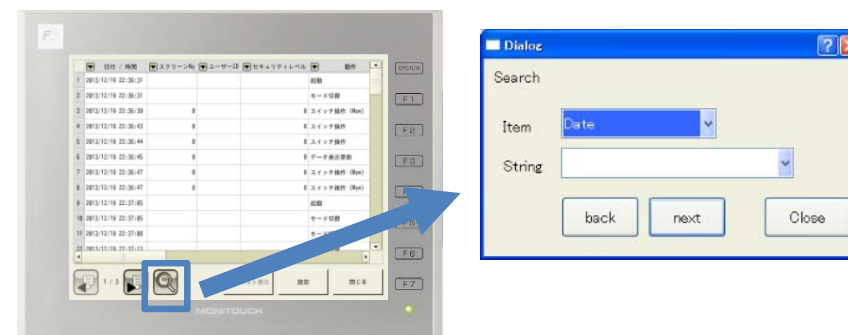 日付 / 時間 スクリーンNo ユーザーID セキュリティレベル 動作
1 2013/12/19 22:36:31 起動
2 2013/12/19 22:36:31 モード切替
3 2013/12/19 22:36:39 0 0 スイッチ操作 (Mon)
4 2013/12/19 22:36:43 0 0 スイッチ操作
5 2013/12/19 22:36:44 0 0 スイッチ操作
6 2013/12/19 22:36:46 0 0 データ表示更新
7 2013/12/19 22:36:47 0 0 スイッチ操作 (Mon)
8 2013/12/19 22:36:47 0 0 スイッチ操作 (Mon)
9 2013/12/19 22:37:05 起動
10 2013/12/19 22:37:05 モード切替
11 2013/12/19 22:37:08
12 2013/12/19 22:37:13
1 / 3 閉じる
SYSTEM
F1
F2
F3
F6
F7
MONITOUCH
Dialog
Search
Item Date
String
back next Close